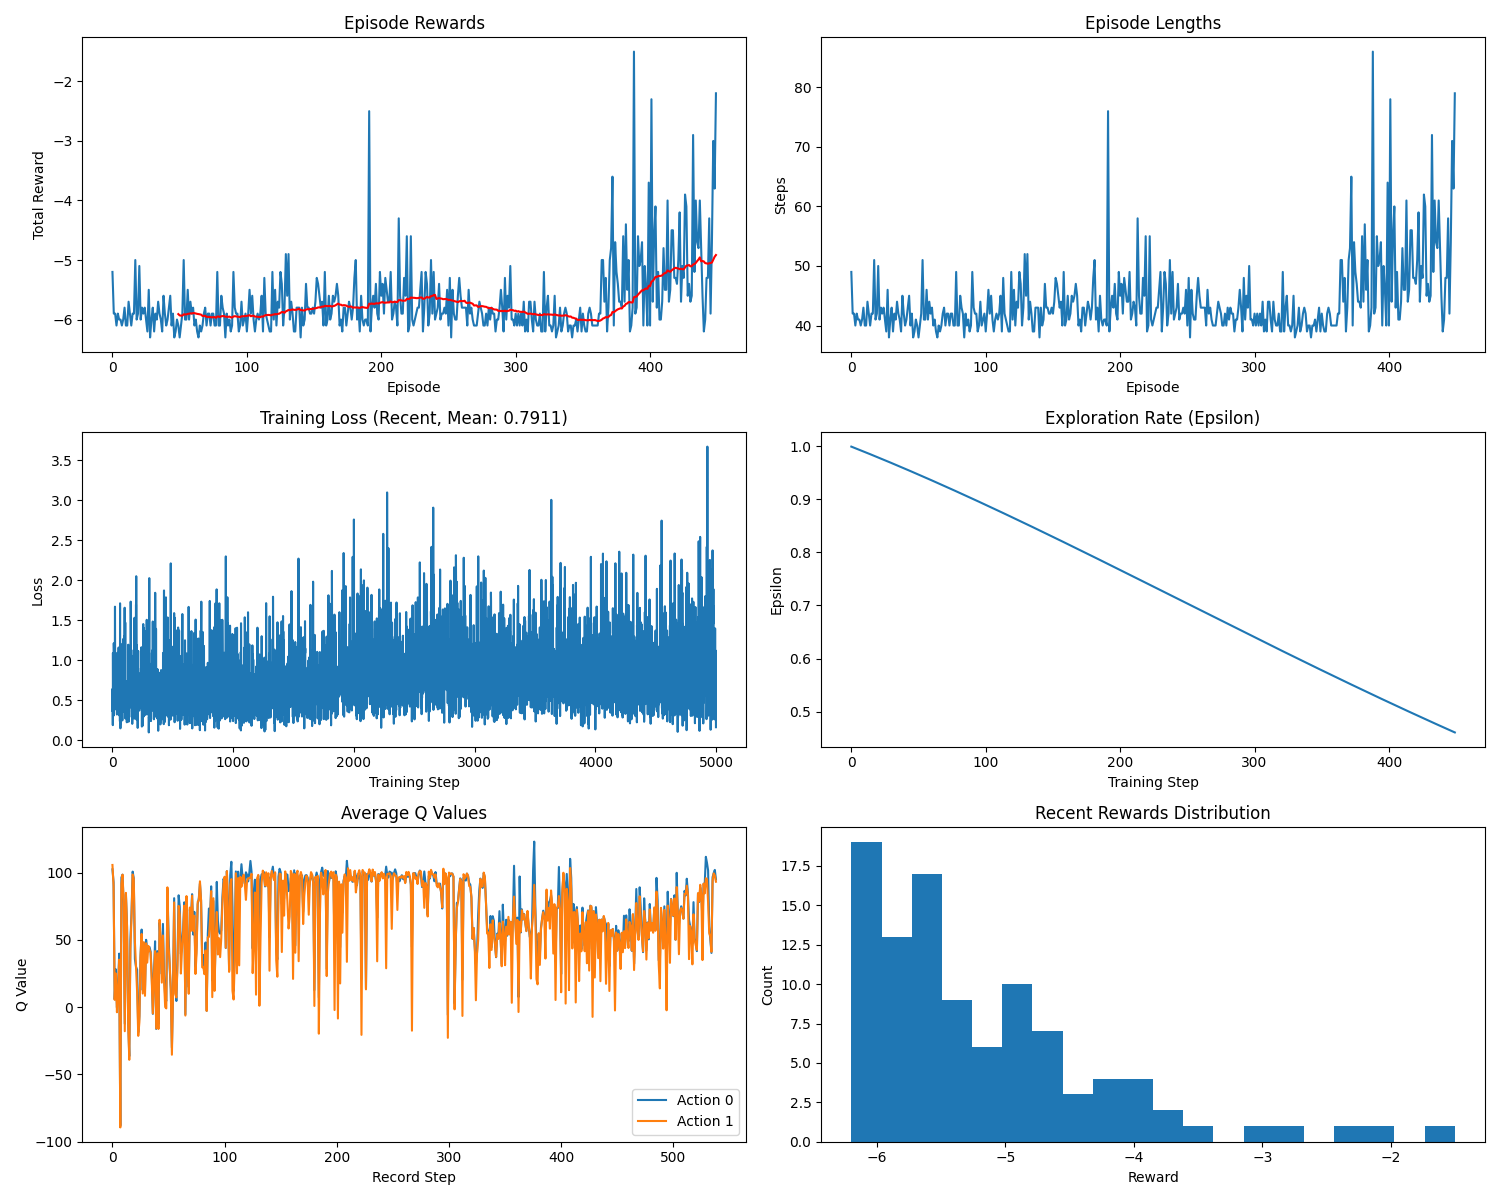 Episode Rewards
Total Reward
−2
−3
−4
−5
−6
0 100 200 300 400
Episode
Episode Lengths
Steps
80
70
60
50
40
0 100 200 300 400
Episode
Training Loss (Recent, Mean: 0.7911)
Loss
3.5
3.0
2.5
2.0
1.5
1.0
0.5
0.0
0 1000 2000 3000 4000 5000
Training Step
Exploration Rate (Epsilon)
Epsilon
1.0
0.9
0.8
0.7
0.6
0.5
0 100 200 300 400
Training Step
Average Q Values
Q Value
100
50
0
−50
−100
Action 0
Action 1
0 100 200 300 400 500
Record Step
Recent Rewards Distribution
Count
17.5
15.0
12.5
10.0
7.5
5.0
2.5
0.0
−6 −5 −4 −3 −2
Reward